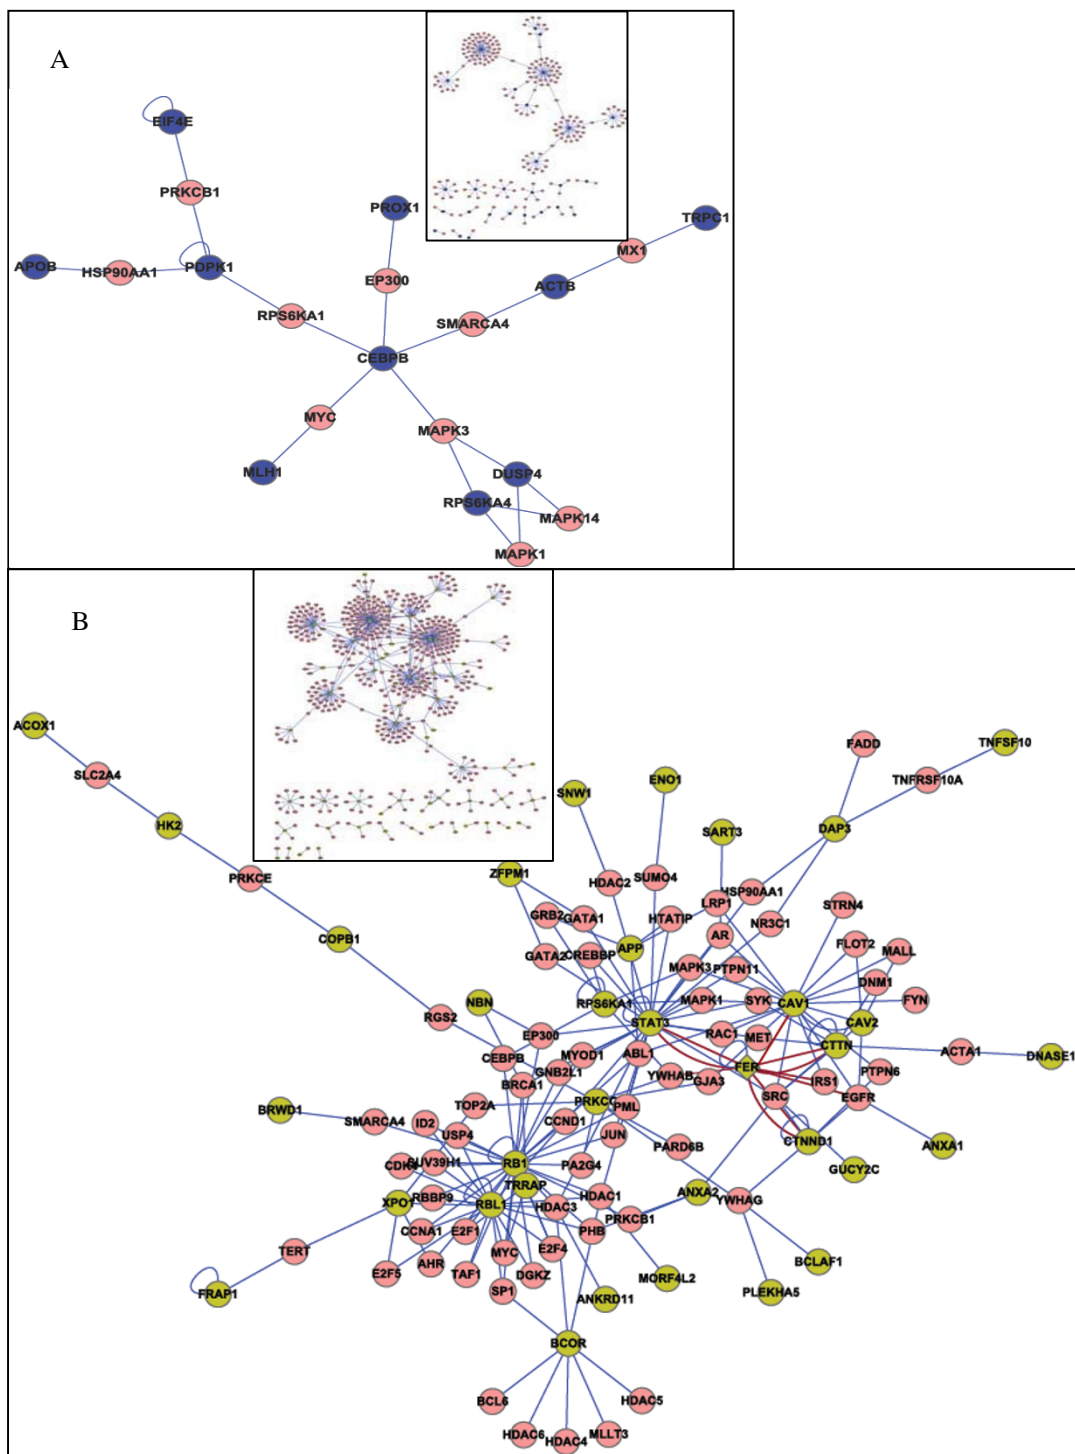 A
EIF4E
PRKCB1
PROX1
TRPC1
MX1
APOB
HSP90AA1
PDPK1
EP300
ACTB
RPS6KA1
SMARCA4
CEBPB
MYC
MAPK3
MLH1
DUSP4
RPS6KA4
MAPK14
MAPK1
B
ACOX1
SLC2A4
HK2
PRKCE
COPB1
RGS2
FADD
TNFSF10
TNFRSF10A
ENO1
SNW1
SART3
DAP3
ZFPM1
HDAC2
SUMO4
HSP90AA1
LRP1
STRN4
GRB2
GATA1
HTATIP
NR3C1
AR
APP
FLOT2
MALL
GATA2
CREBBP
MAPK3
PTPN11
DNM1
NBN
RPS6KA1
MAPK1
SYK
CAV1
FYN
STAT3
CAV2
EP300
RAC1
MET
CTTN
ACTA1
DNASE1
CEBPB
MYOD1
ABL1
FER
PTPN6
GNB2L1
YWHAB
GJA3
IRS1
BRCA1
SRC
EGFR
TOP2A
PRKCC
PML
BRWD1
SMARCA4
ID2
USP4
CCND1
JUN
PARD6B
CTNND1
ANXA1
CDK4
SUV39H1
RB1
PA2G4
GUCY2C
TRRAP
XPO1
RBBP9
RBL1
HDAC1
ANXA2
YWHAG
HDAC3
PRKCB1
CCNA1
E2F1
PHB
TERT
MYC
E2F4
BCLAF1
E2F5
AHR
TAF1
DGKZ
MORF4L2
PLEKHA5
FRAP1
SP1
ANKRD11
BCOR
BCL6
HDAC5
HDAC6
HDAC4
MLLT3